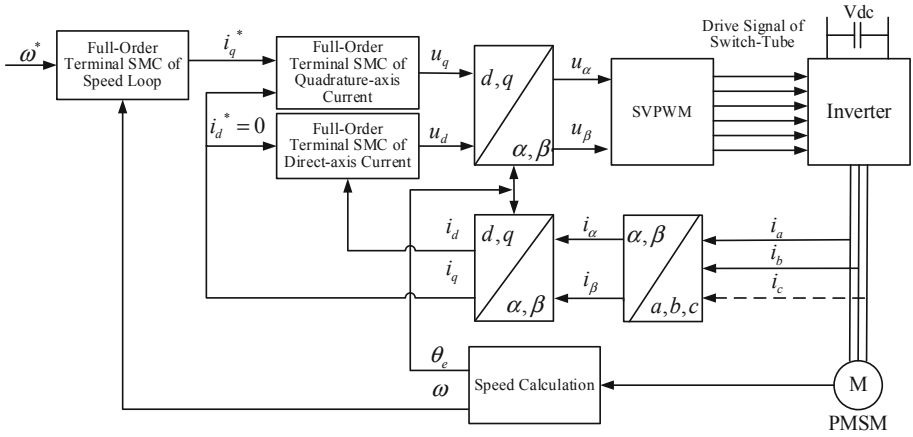 Drive Signal of
Switch-Tube
Vdc
ω*
Full-Order
Terminal SMC of
Speed Loop
i_q*
Full-Order
Terminal SMC of
Quadrature-axis
Current
u_q
d,q
α,β
u_α
u_β
SVPWM
Inverter
i_d* = 0
Full-Order
Terminal SMC of
Direct-axis Current
u_d
i_d
i_q
d,q
α,β
i_α
i_β
α,β
a,b,c
i_a
i_b
i_c
θ_e
ω
Speed Calculation
M
PMSM